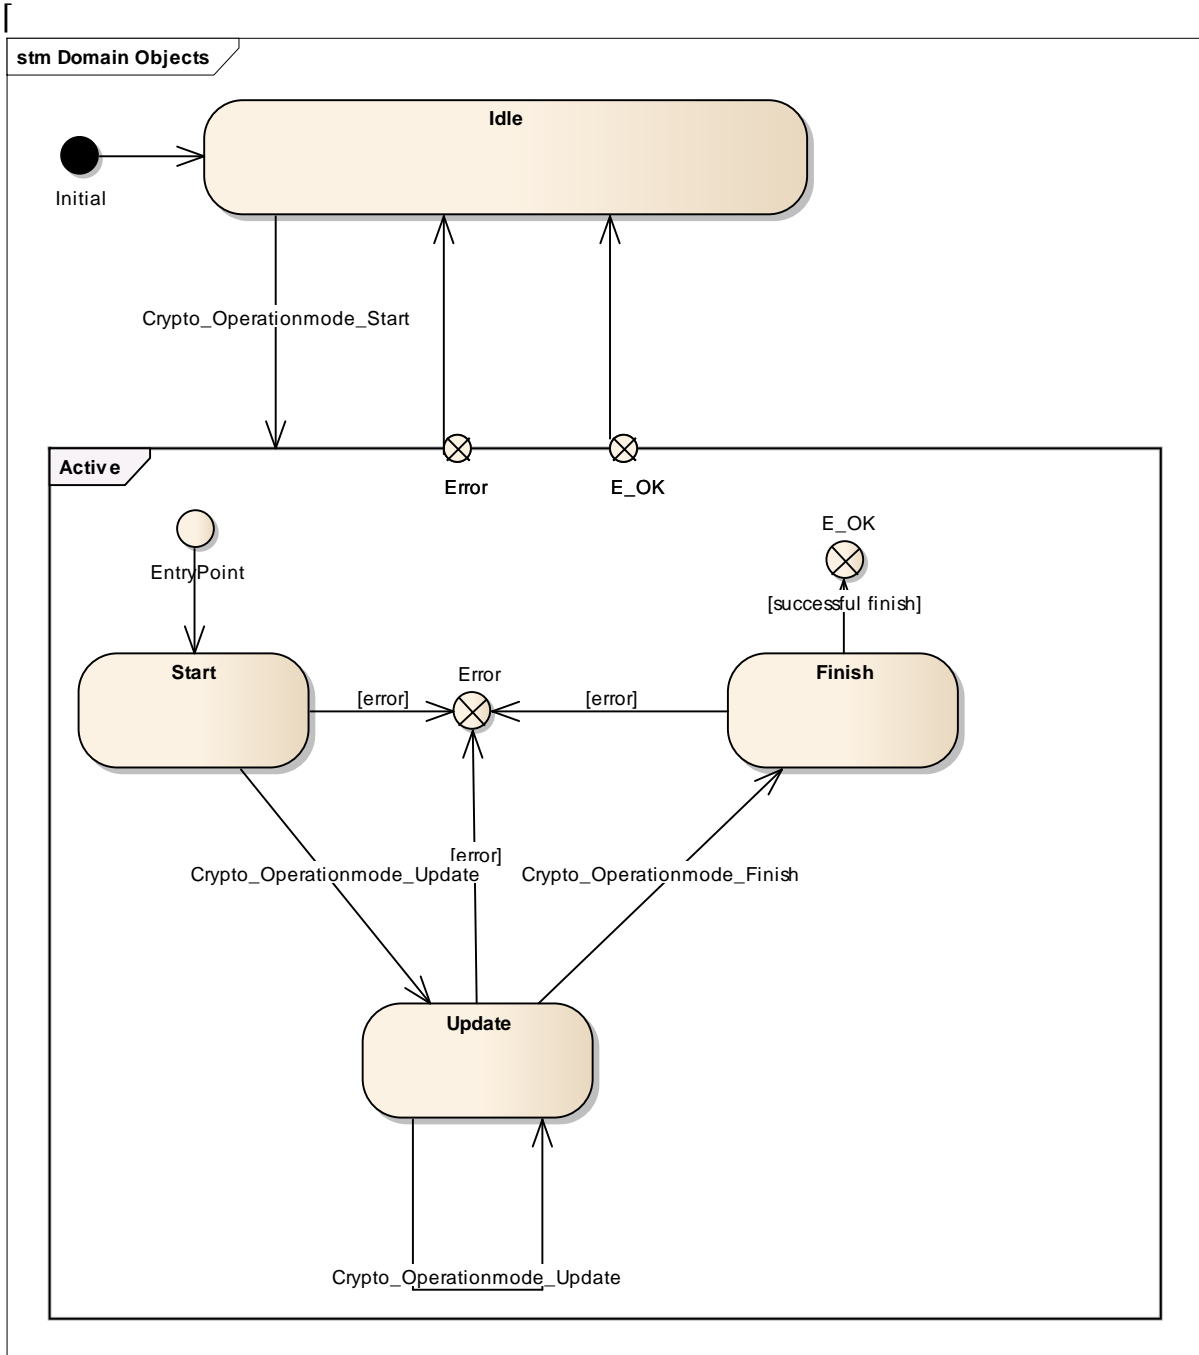 ⌈
stm Domain Objects
Idle
Initial
Crypto_Operationmode_Start
Active
Error
E_OK
E_OK
EntryPoint
[successful finish]
Start
Error
Finish
[error]
[error]
[error]
Crypto_Operationmode_Update
Crypto_Operationmode_Finish
Update
Crypto_Operationmode_Update